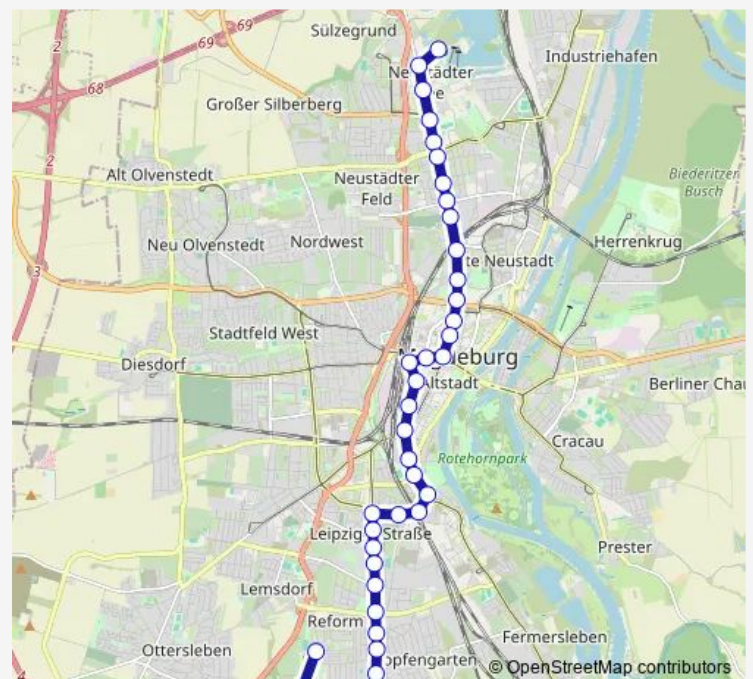 2
69
69
Sülzegrund
Industriehafen
68
Großer Silberberg
2
Alt Olvenstedt
Neustädter
Feld
Biederitzer
Busch
Neu Olvenstedt
Nordwest
Herrenkrug
3
Stadtfeld West
Diesdorf
Altstadt
Berliner Chau
Cracau
Rotehornpark
Leipzig
Straße
Prester
Lemsdorf
Reform
Ottersleben
Fermersleben
opfengarten
4
© OpenStreetMap contributors